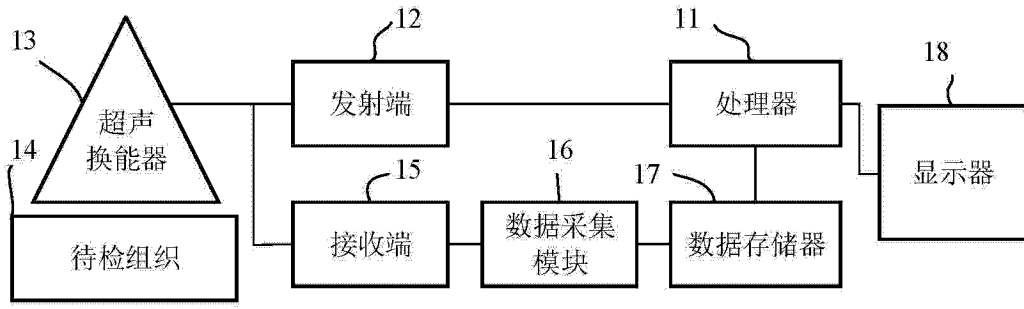 13
12
11
18
超声
换能器
发射端
处理器
14
15
16
17
显示器
待检组织
接收端
数据采集
模块
数据存储器